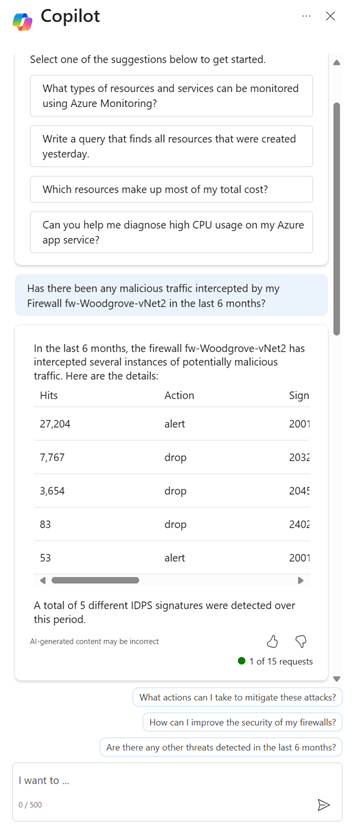 Copilot
Select one of the suggestions below to get started.
What types of resources and services can be monitored
using Azure Monitoring?
Write a query that finds all resources that were created
yesterday.
Which resources make up most of my total cost?
Can you help me diagnose high CPU usage on my Azure
app service?
Has there been any malicious traffic intercepted by my
Firewall fw-Woodgrove-vNet2 in the last 6 months?
In the last 6 months, the firewall fw-Woodgrove-vNet2 has
intercepted several instances of potentially malicious
traffic. Here are the details:
Hits Action Sign
27,204 alert 2001
7,767 drop 2032
3,654 drop 2045
83 drop 2402
53 alert 2001
A total of 5 different IDPS signatures were detected over
this period.
AI-generated content may be incorrect
1 of 15 requests
What actions can I take to mitigate these attacks?
How can I improve the security of my firewalls?
Are there any other threats detected in the last 6 months?
I want to ...
0 / 500